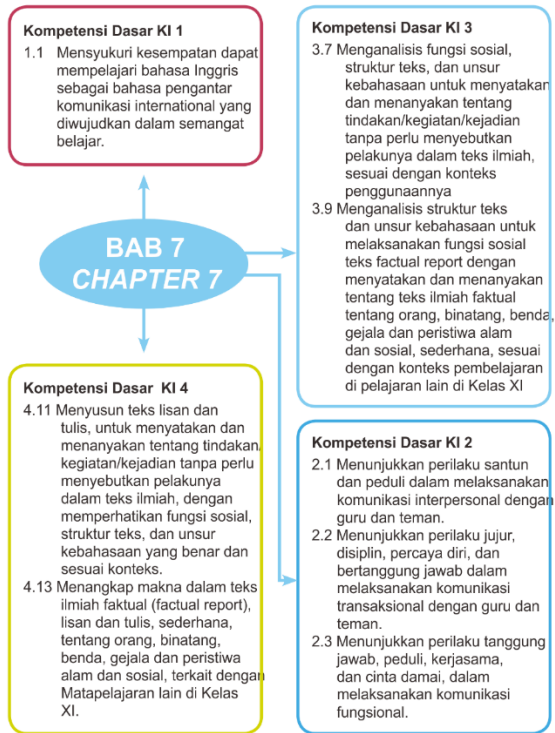 Kompetensi Dasar KI 1
1.1 Mensyukuri kesempatan dapat
mempelajari bahasa Inggris
sebagai bahasa pengantar
komunikasi international yang
diwujudkan dalam semangat
belajar.
Kompetensi Dasar KI 3
3.7 Menganalisis fungsi sosial,
struktur teks, dan unsur
kebahasaan untuk menyatakan
dan menanyakan tentang
tindakan/kegiatan/kejadian
tanpa perlu menyebutkan
pelakunya dalam teks ilmiah,
sesuai dengan konteks
penggunaannya
3.9 Menganalisis struktur teks
dan unsur kebahasaan untuk
melaksanakan fungsi sosial
teks factual report dengan
menyatakan dan menanyakan
tentang teks ilmiah faktual
tentang orang, binatang, benda,
gejala dan peristiwa alam
dan sosial, sederhana, sesuai
dengan konteks pembelajaran
di pelajaran lain di Kelas XI
BAB 7
CHAPTER 7
Kompetensi Dasar KI 4
4.11 Menyusun teks lisan dan
tulis, untuk menyatakan dan
menanyakan tentang tindakan/
kegiatan/kejadian tanpa perlu
menyebutkan pelakunya
dalam teks ilmiah, dengan
memperhatikan fungsi sosial,
struktur teks, dan unsur
kebahasaan yang benar dan
sesuai konteks.
4.13 Menangkap makna dalam teks
ilmiah faktual (factual report),
lisan dan tulis, sederhana,
tentang orang, binatang,
benda, gejala dan peristiwa
alam dan sosial, terkait dengan
Matapelajaran lain di Kelas
XI.
Kompetensi Dasar KI 2
2.1 Menunjukkan perilaku santun
dan peduli dalam melaksanakan
komunikasi interpersonal dengan
guru dan teman.
2.2 Menunjukkan perilaku jujur,
disiplin, percaya diri, dan
bertanggung jawab dalam
melaksanakan komunikasi
transaksional dengan guru dan
teman.
2.3 Menunjukkan perilaku tanggung
jawab, peduli, kerjasama,
dan cinta damai, dalam
melaksanakan komunikasi
fungsional.